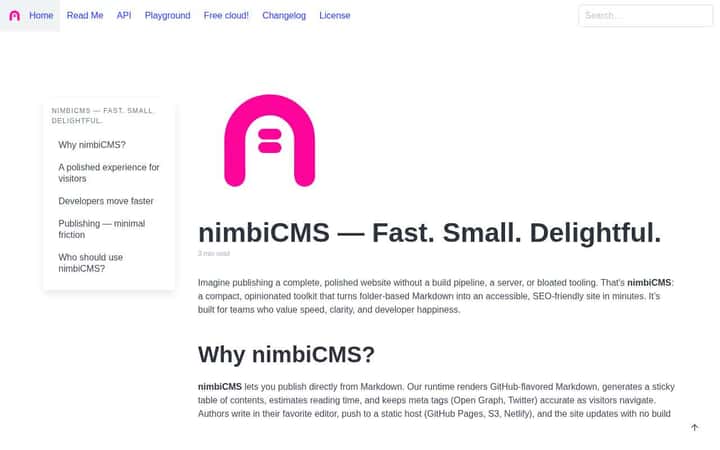 Home Read Me API Playground Free cloud! Changelog License Search...
NIMBICMS — FAST. SMALL. DELIGHTFUL.
Why nimbiCMS?
A polished experience for visitors
Developers move faster
Publishing — minimal friction
Who should use nimbiCMS?
nimbiCMS — Fast. Small. Delightful.
3 min read
Imagine publishing a complete, polished website without a build pipeline, a server, or bloated tooling. That's nimbiCMS:
a compact, opinionated toolkit that turns folder-based Markdown into an accessible, SEO-friendly site in minutes. It's
built for teams who value speed, clarity, and developer happiness.
Why nimbiCMS?
nimbiCMS lets you publish directly from Markdown. Our runtime renders GitHub-flavored Markdown, generates a sticky
table of contents, estimates reading time, and keeps meta tags (Open Graph, Twitter) accurate as visitors navigate.
Authors write in their favorite editor, push to a static host (GitHub Pages, S3, Netlify), and the site updates with no build